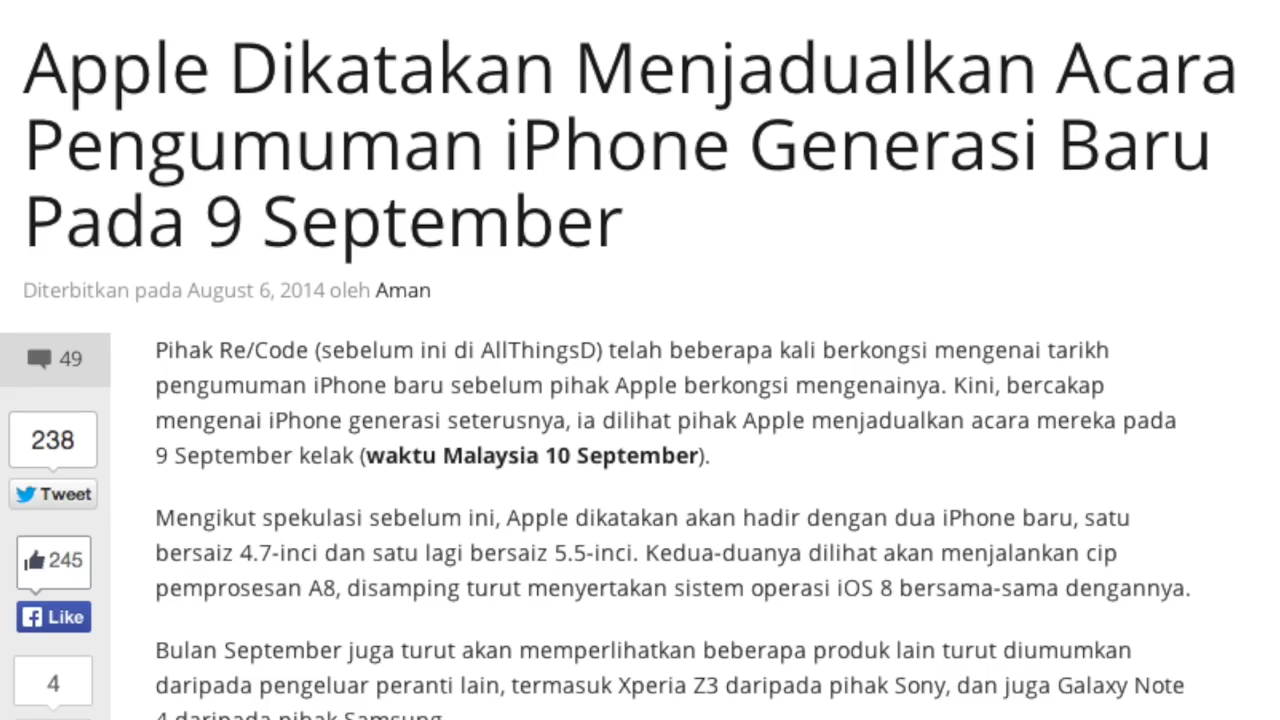 Apple Dikatakan Menjadualkan Acara
Pengumuman iPhone Generasi Baru
Pada 9 September
Diterbitkan pada August 6, 2014 oleh Aman
49
238
Tweet
245
Like
4
Pihak Re/Code (sebelum ini di AllThingsD) telah beberapa kali berkongsi mengenai tarikh
pengumuman iPhone baru sebelum pihak Apple berkongsi mengenainya. Kini, bercakap
mengenai iPhone generasi seterusnya, ia dilihat pihak Apple menjadualkan acara mereka pada
9 September kelak (waktu Malaysia 10 September).
Mengikut spekulasi sebelum ini, Apple dikatakan akan hadir dengan dua iPhone baru, satu
bersaiz 4.7-inci dan satu lagi bersaiz 5.5-inci. Kedua-duanya dilihat akan menjalankan cip
pemprosesan A8, disamping turut menyertakan sistem operasi iOS 8 bersama-sama dengannya.
Bulan September juga turut akan memperlihatkan beberapa produk lain turut diumumkan
daripada pengeluar peranti lain, termasuk Xperia Z3 daripada pihak Sony, dan juga Galaxy Note
4 daripada pihak Samsung.